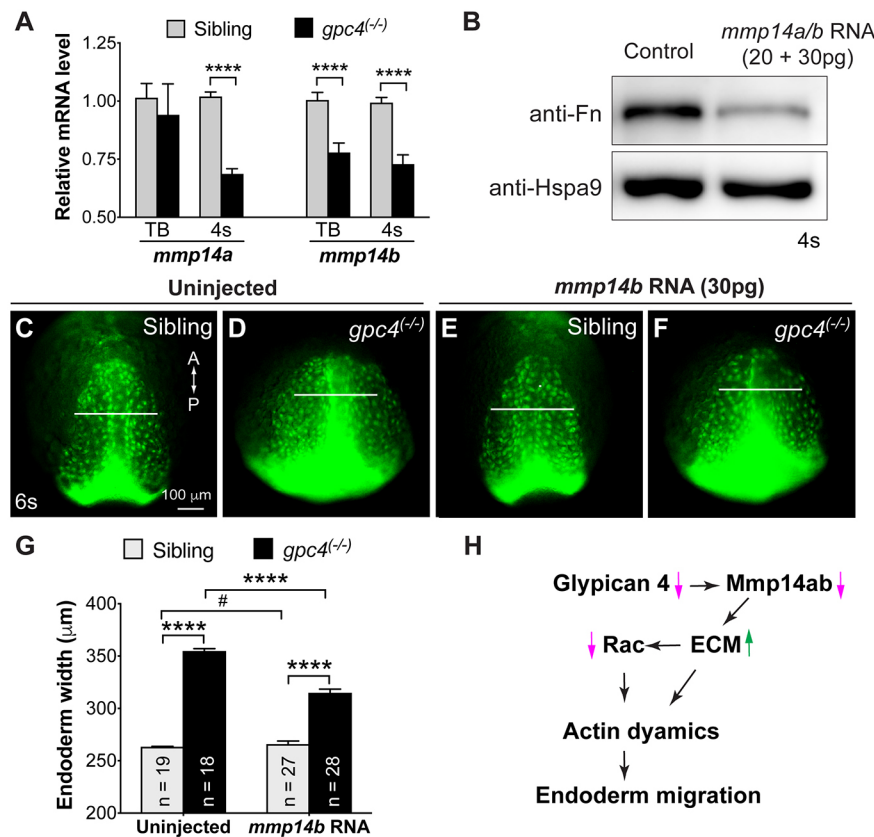 A
Sibling
gpc4(-/-)
Relative mRNA level
1.25
1.00
0.75
0.50
****
****
****
TB
4s
TB
4s
mmp14a
mmp14b
B
Control
mmp14a/b RNA
(20 + 30pg)
anti-Fn
anti-Hspa9
4s
Uninjected
mmp14b RNA (30pg)
C
Sibling
A
P
6s
100 µm
D
gpc4(-/-)
E
Sibling
F
gpc4(-/-)
G
Sibling
gpc4(-/-)
Endoderm width (µm)
400
350
300
250
200
****
#
****
****
n = 19
n = 18
n = 27
n = 28
Uninjected
mmp14b RNA
H
Glypican 4
Mmp14ab
Rac
ECM
Actin dyamics
Endoderm migration